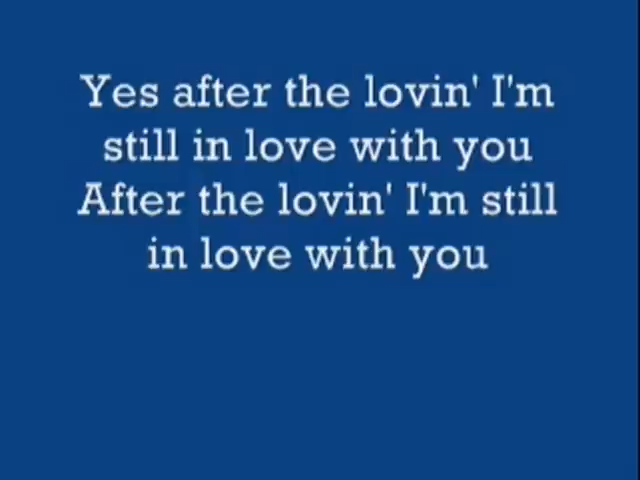 Yes after the lovin' I'm
still in love with you
After the lovin' I'm still
in love with you